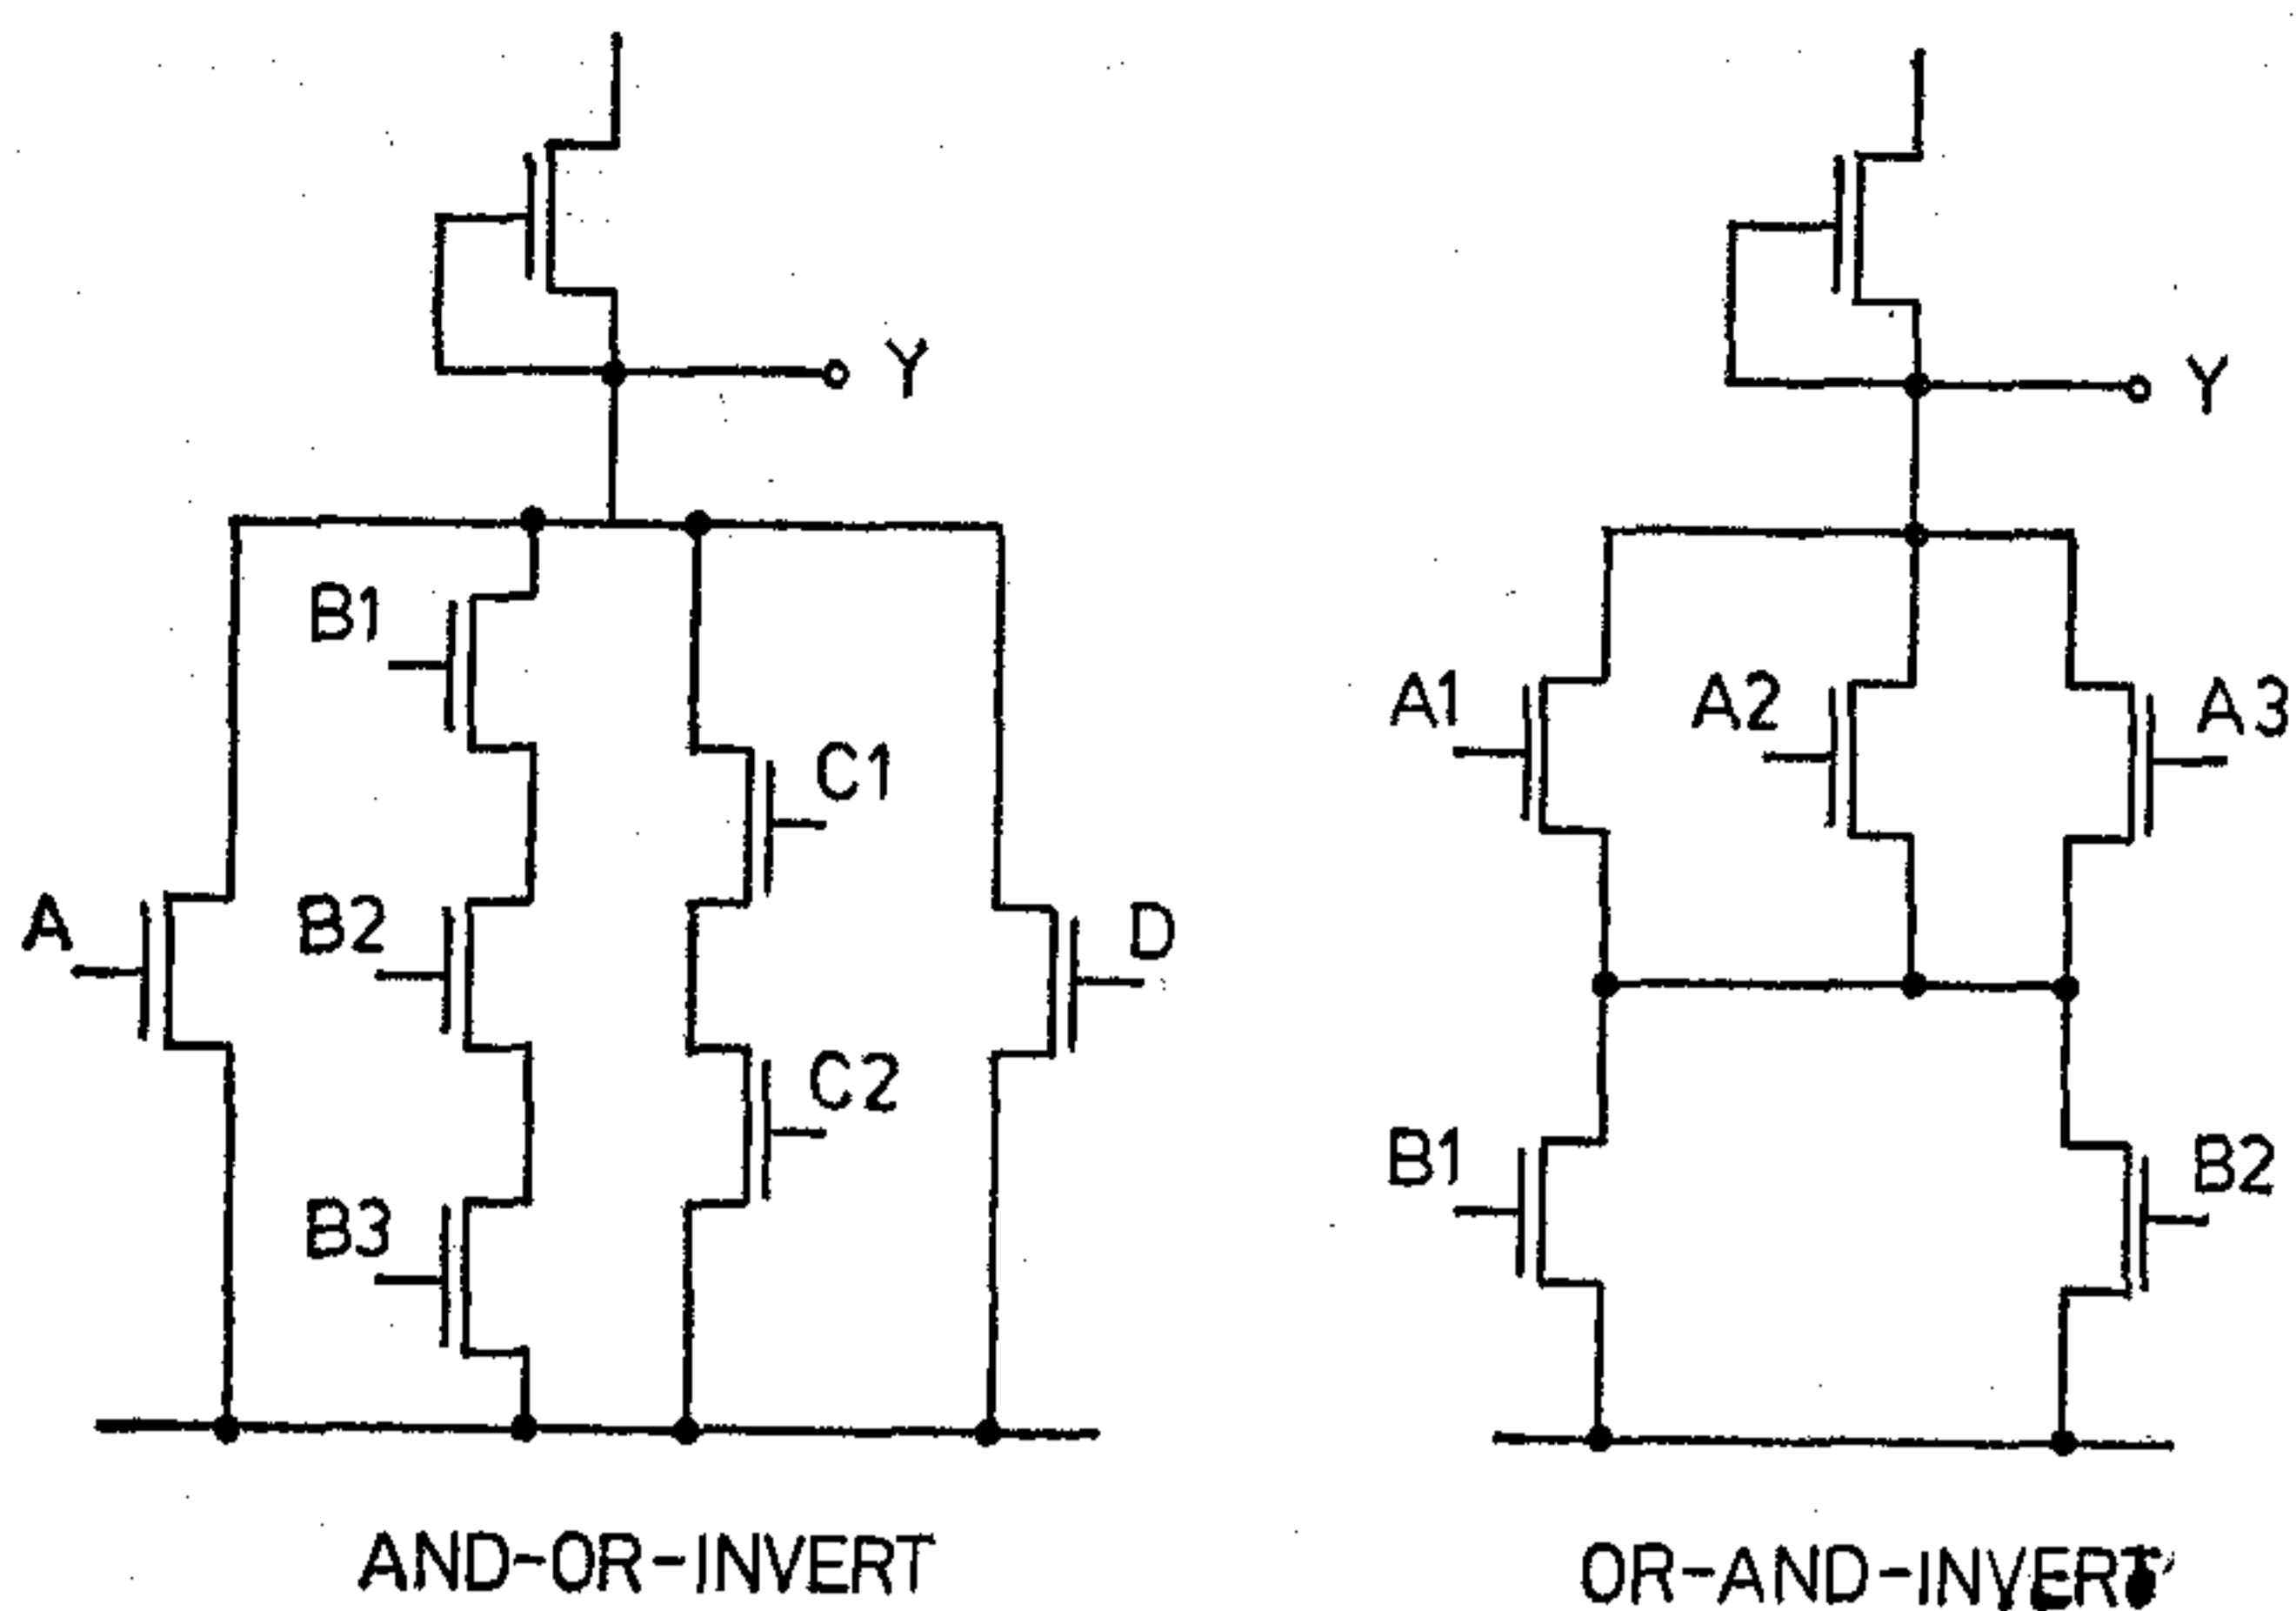 Y
Y
B1
A1
A2
A3
C1
A
B2
D
C2
B1
B2
B3
AND-OR-INVERT
OR-AND-INVERT